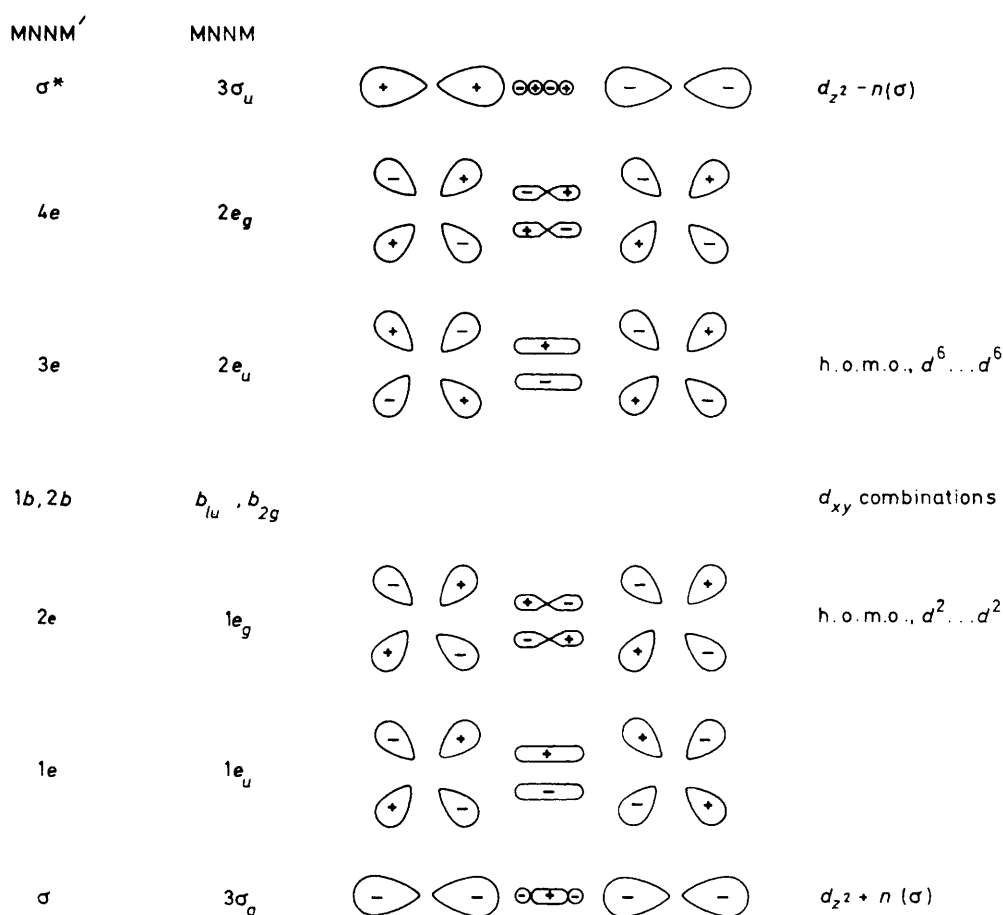 MNNM′ MNNM
σ* 3σu + + - + - + - - dz2 - n(σ)
- + - + - +
4e 2eg
+ - + - + -
+ - + - +
3e 2eu h.o.m.o., d6...d6
- + - + -
1b, 2b blu , b2g dxy combinations
- + + - - +
2e 1eg h.o.m.o., d2...d2
+ - - + + -
- + + + -
1e 1eu
+ - - - +
σ 3σg - - - + - - - dz2 + n (σ)